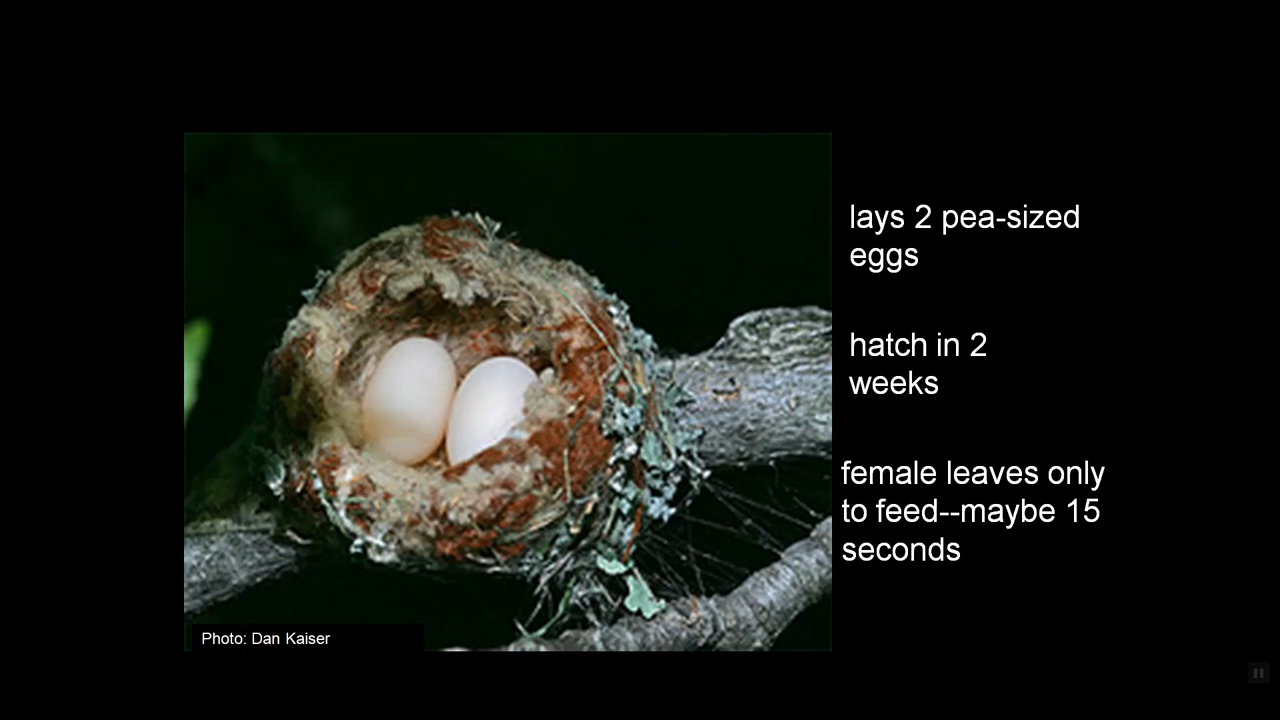 lays 2 pea-sized
eggs
hatch in 2
weeks
female leaves only
to feed--maybe 15
seconds
Photo: Dan Kaiser